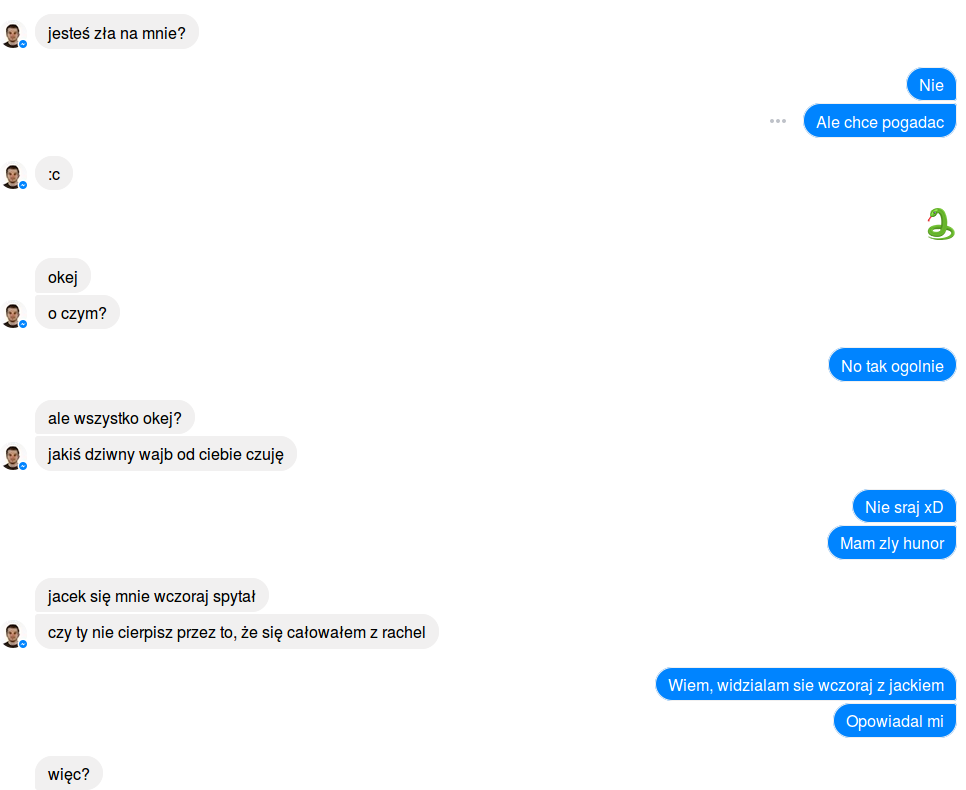 jesteś zła na mnie?
Nie
Ale chce pogadac
:c
okej
o czym?
No tak ogolnie
ale wszystko okej?
jakiś dziwny wajb od ciebie czuję
Nie sraj xD
Mam zly hunor
jacek się mnie wczoraj spytał
czy ty nie cierpisz przez to, że się całowałem z rachel
Wiem, widzialam sie wczoraj z jackiem
Opowiadal mi
więc?